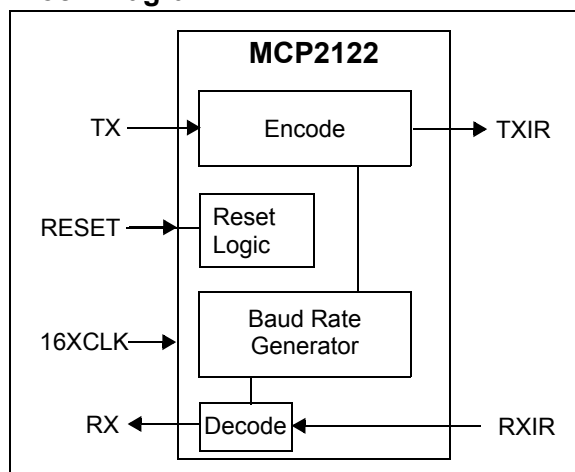 MCP2122
TX
Encode
TXIR
RESET
Reset
Logic
16XCLK
Baud Rate
Generator
RX
Decode
RXIR